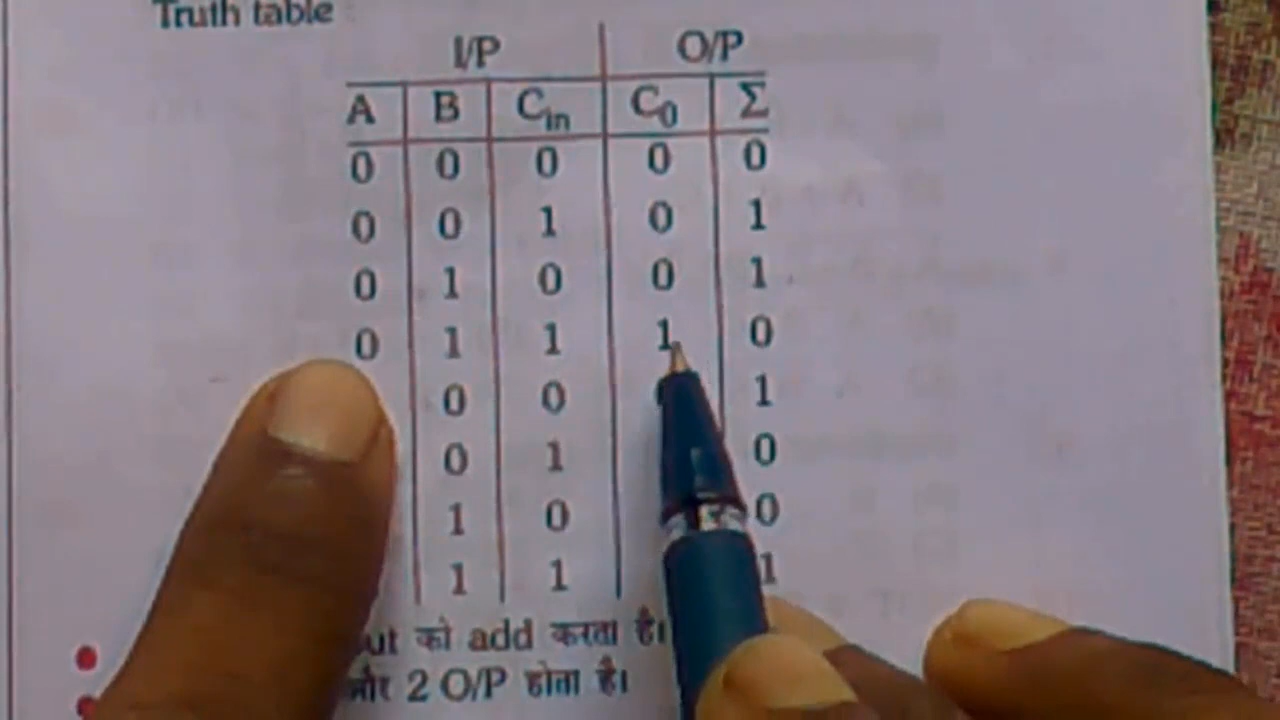 Truth table
I/P O/P
A B Cin C0 Σ
0 0 0 0 0
0 0 1 0 1
0 1 0 0 1
0 1 1 1 0
0 0 1
0 1 0
1 0 0
1 1 1
को add करता है।
और 2 O/P होता है।